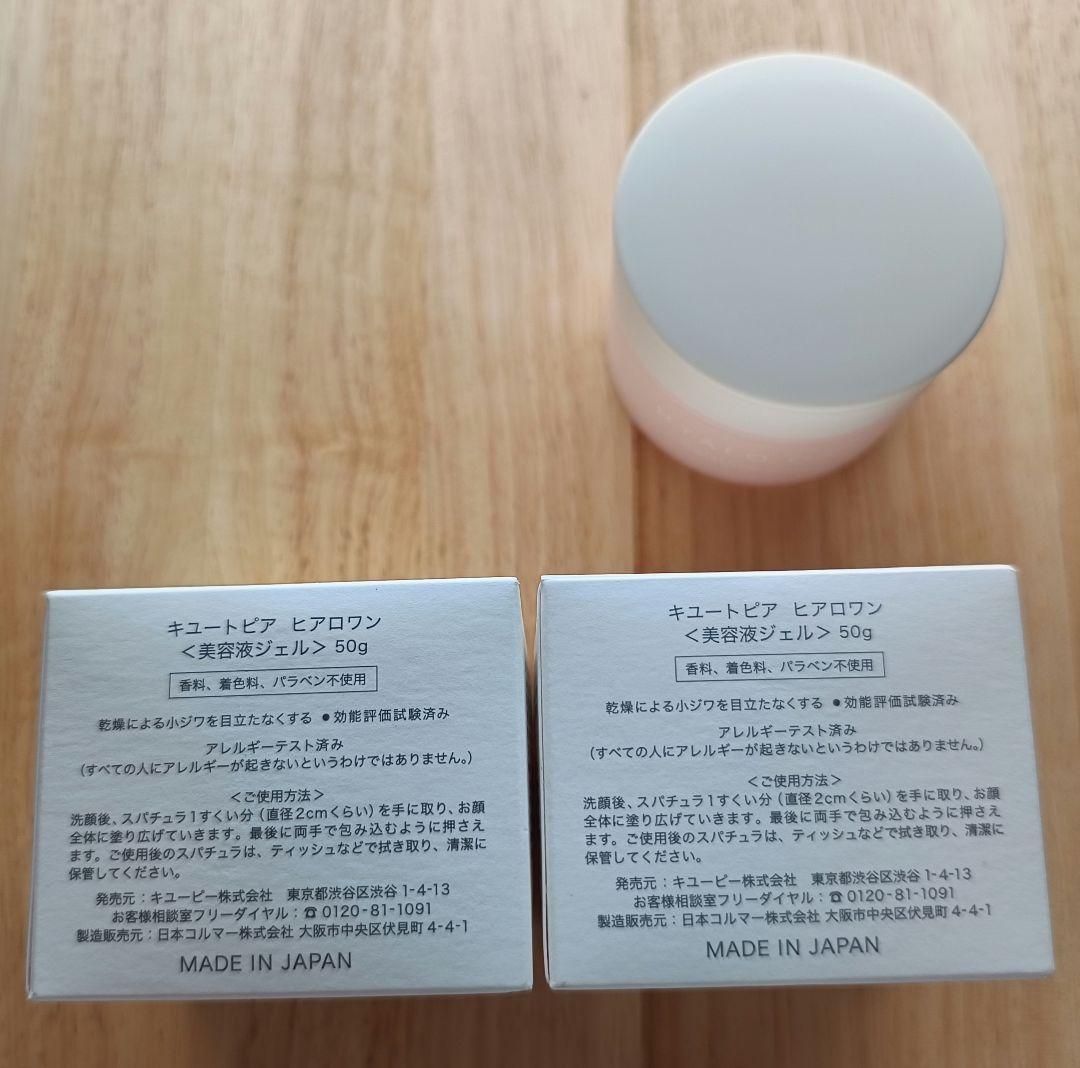 キユートピア ヒアロワン
＜美容液ジェル＞ 50g
香料、着色料、パラベン不使用
乾燥による小ジワを目立たなくする ●効能評価試験済み
アレルギーテスト済み
（すべての人にアレルギーが起きないというわけではありません。）
＜ご使用方法＞
洗顔後、スパチュラ1すくい分（直径2cmくらい）を手に取り、お顔
全体に塗り広げていきます。最後に両手で包み込むように押さえ
ます。ご使用後のスパチュラは、ティッシュなどで拭き取り、清潔に
保管してください。
発売元：キユーピー株式会社　東京都渋谷区渋谷 1-4-13
お客様相談室フリーダイヤル：☎ 0120-81-1091
製造販売元：日本コルマー株式会社 大阪市中央区伏見町 4-4-1
MADE IN JAPAN
キユートピア ヒアロワン
＜美容液ジェル＞ 50g
香料、着色料、パラベン不使用
乾燥による小ジワを目立たなくする ●効能評価試験済み
アレルギーテスト済み
（すべての人にアレルギーが起きないというわけではありません。）
＜ご使用方法＞
洗顔後、スパチュラ1すくい分（直径2cmくらい）を手に取り、お顔
全体に塗り広げていきます。最後に両手で包み込むように押さえ
ます。ご使用後のスパチュラは、ティッシュなどで拭き取り、清潔に
保管してください。
発売元：キユーピー株式会社　東京都渋谷区渋谷 1-4-13
お客様相談室フリーダイヤル：☎ 0120-81-1091
製造販売元：日本コルマー株式会社 大阪市中央区伏見町 4-4-1
MADE IN JAPAN